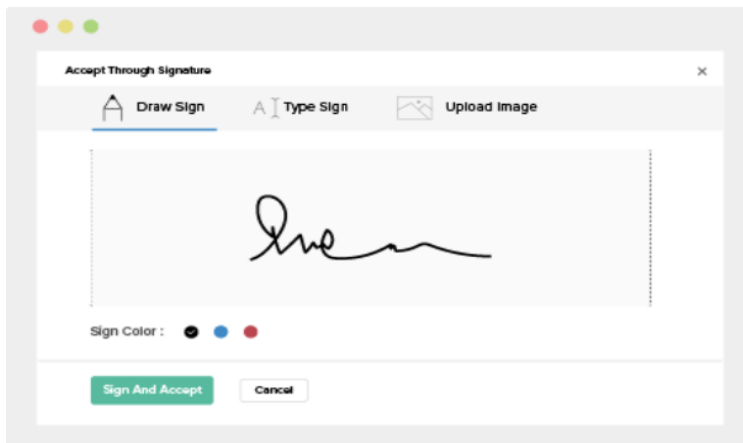 Accept Through Signature ×
Draw Sign A Type Sign Upload Image
Sign Color :
Sign And Accept Cancel